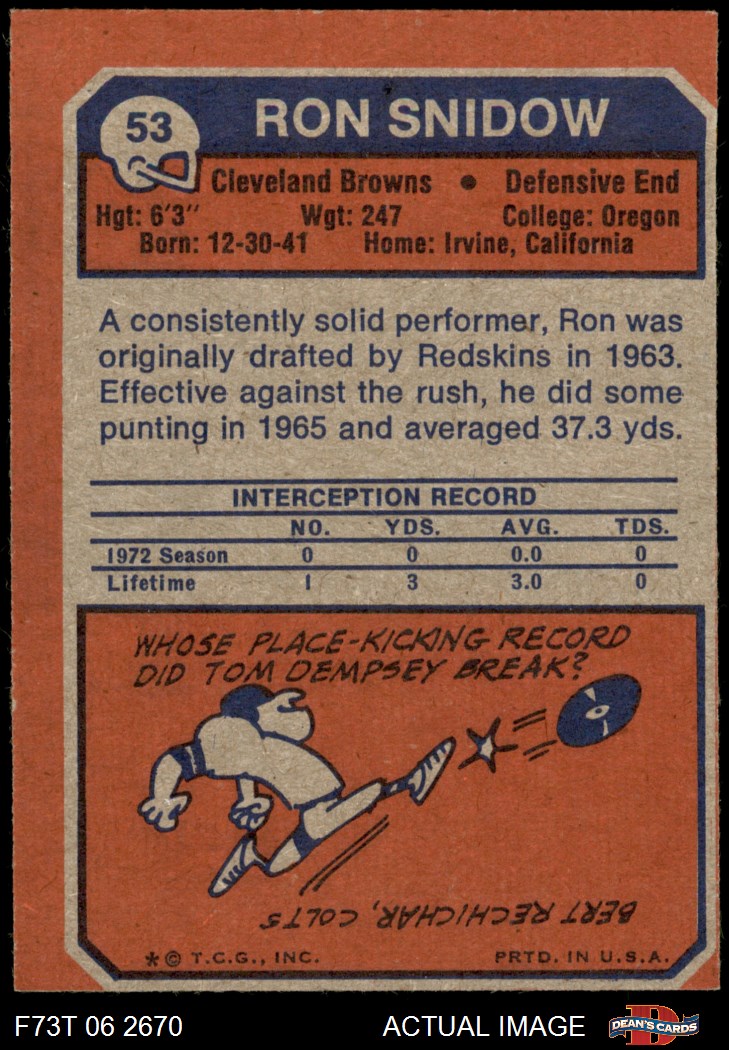 53
RON SNIDOW
Cleveland Browns • Defensive End
Hgt: 6'3" Wgt: 247 College: Oregon
Born: 12-30-41 Home: Irvine, California
A consistently solid performer, Ron was
originally drafted by Redskins in 1963.
Effective against the rush, he did some
punting in 1965 and averaged 37.3 yds.
INTERCEPTION RECORD
NO. YDS. AVG. TDS.
1972 Season 0 0 0.0 0
Lifetime 1 3 3.0 0
WHOSE PLACE-KICKING RECORD
DID TOM DEMPSEY BREAK?
BERT RECHICHAR, COLTS
*© T.C.G., INC. PRTD. IN U.S.A.
F73T 06 2670 ACTUAL IMAGE D DEAN'S CARDS